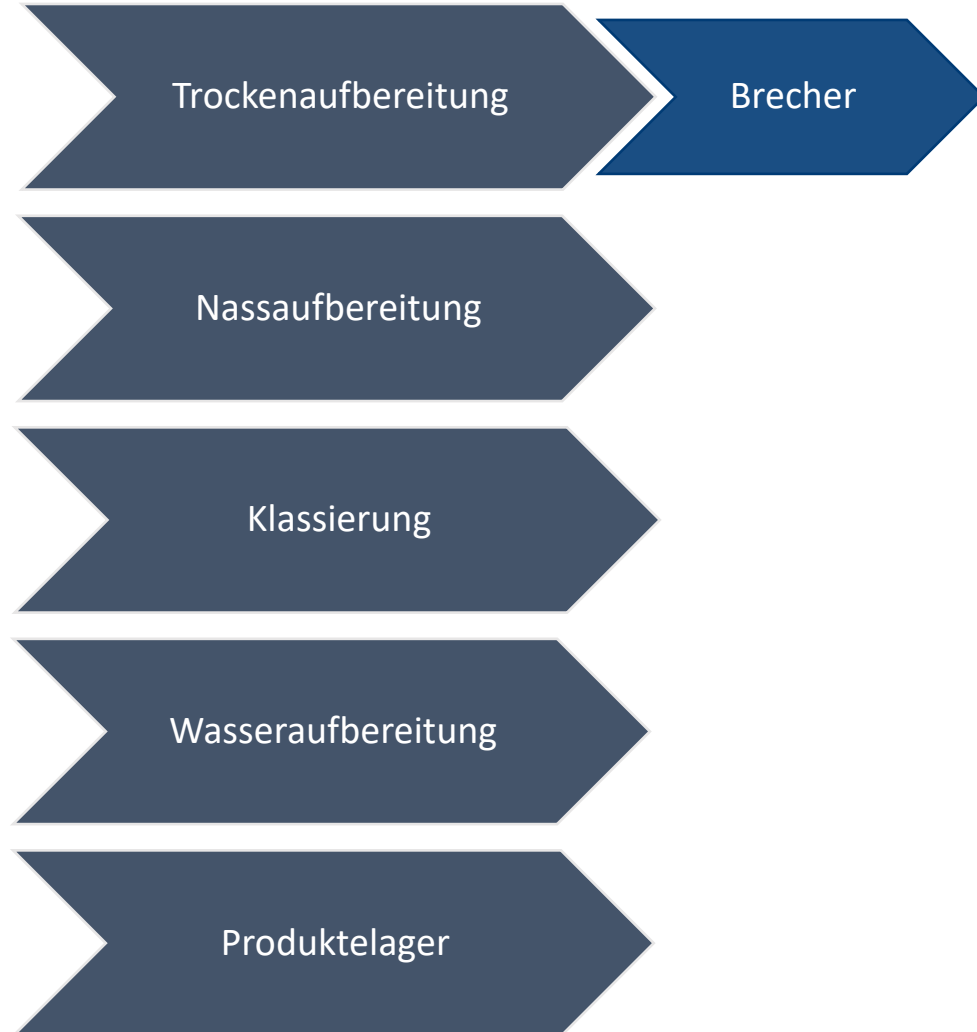 Trockenaufbereitung
Brecher
Nassaufbereitung
Klassierung
Wasseraufbereitung
Produktelager